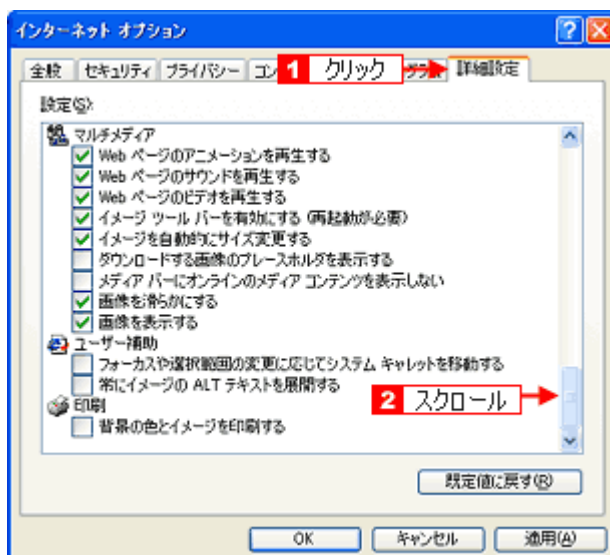 インターネット オプション
全般 セキュリティ プライバシー コン 1 クリック グラム 詳細設定
設定(S):
マルチメディア
Web ページのアニメーションを再生する
Web ページのサウンドを再生する
Web ページのビデオを再生する
イメージ ツール バーを有効にする (再起動が必要)
イメージを自動的にサイズ変更する
ダウンロードする画像のプレースホルダを表示する
メディア バーにオンラインのメディア コンテンツを表示しない
画像を滑らかにする
画像を表示する
ユーザー補助
フォーカスや選択範囲の変更に応じてシステム キャレットを移動する
常にイメージの ALT テキストを展開する
2 スクロール
印刷
背景の色とイメージを印刷する
既定値に戻す(R)
OK キャンセル 適用(A)